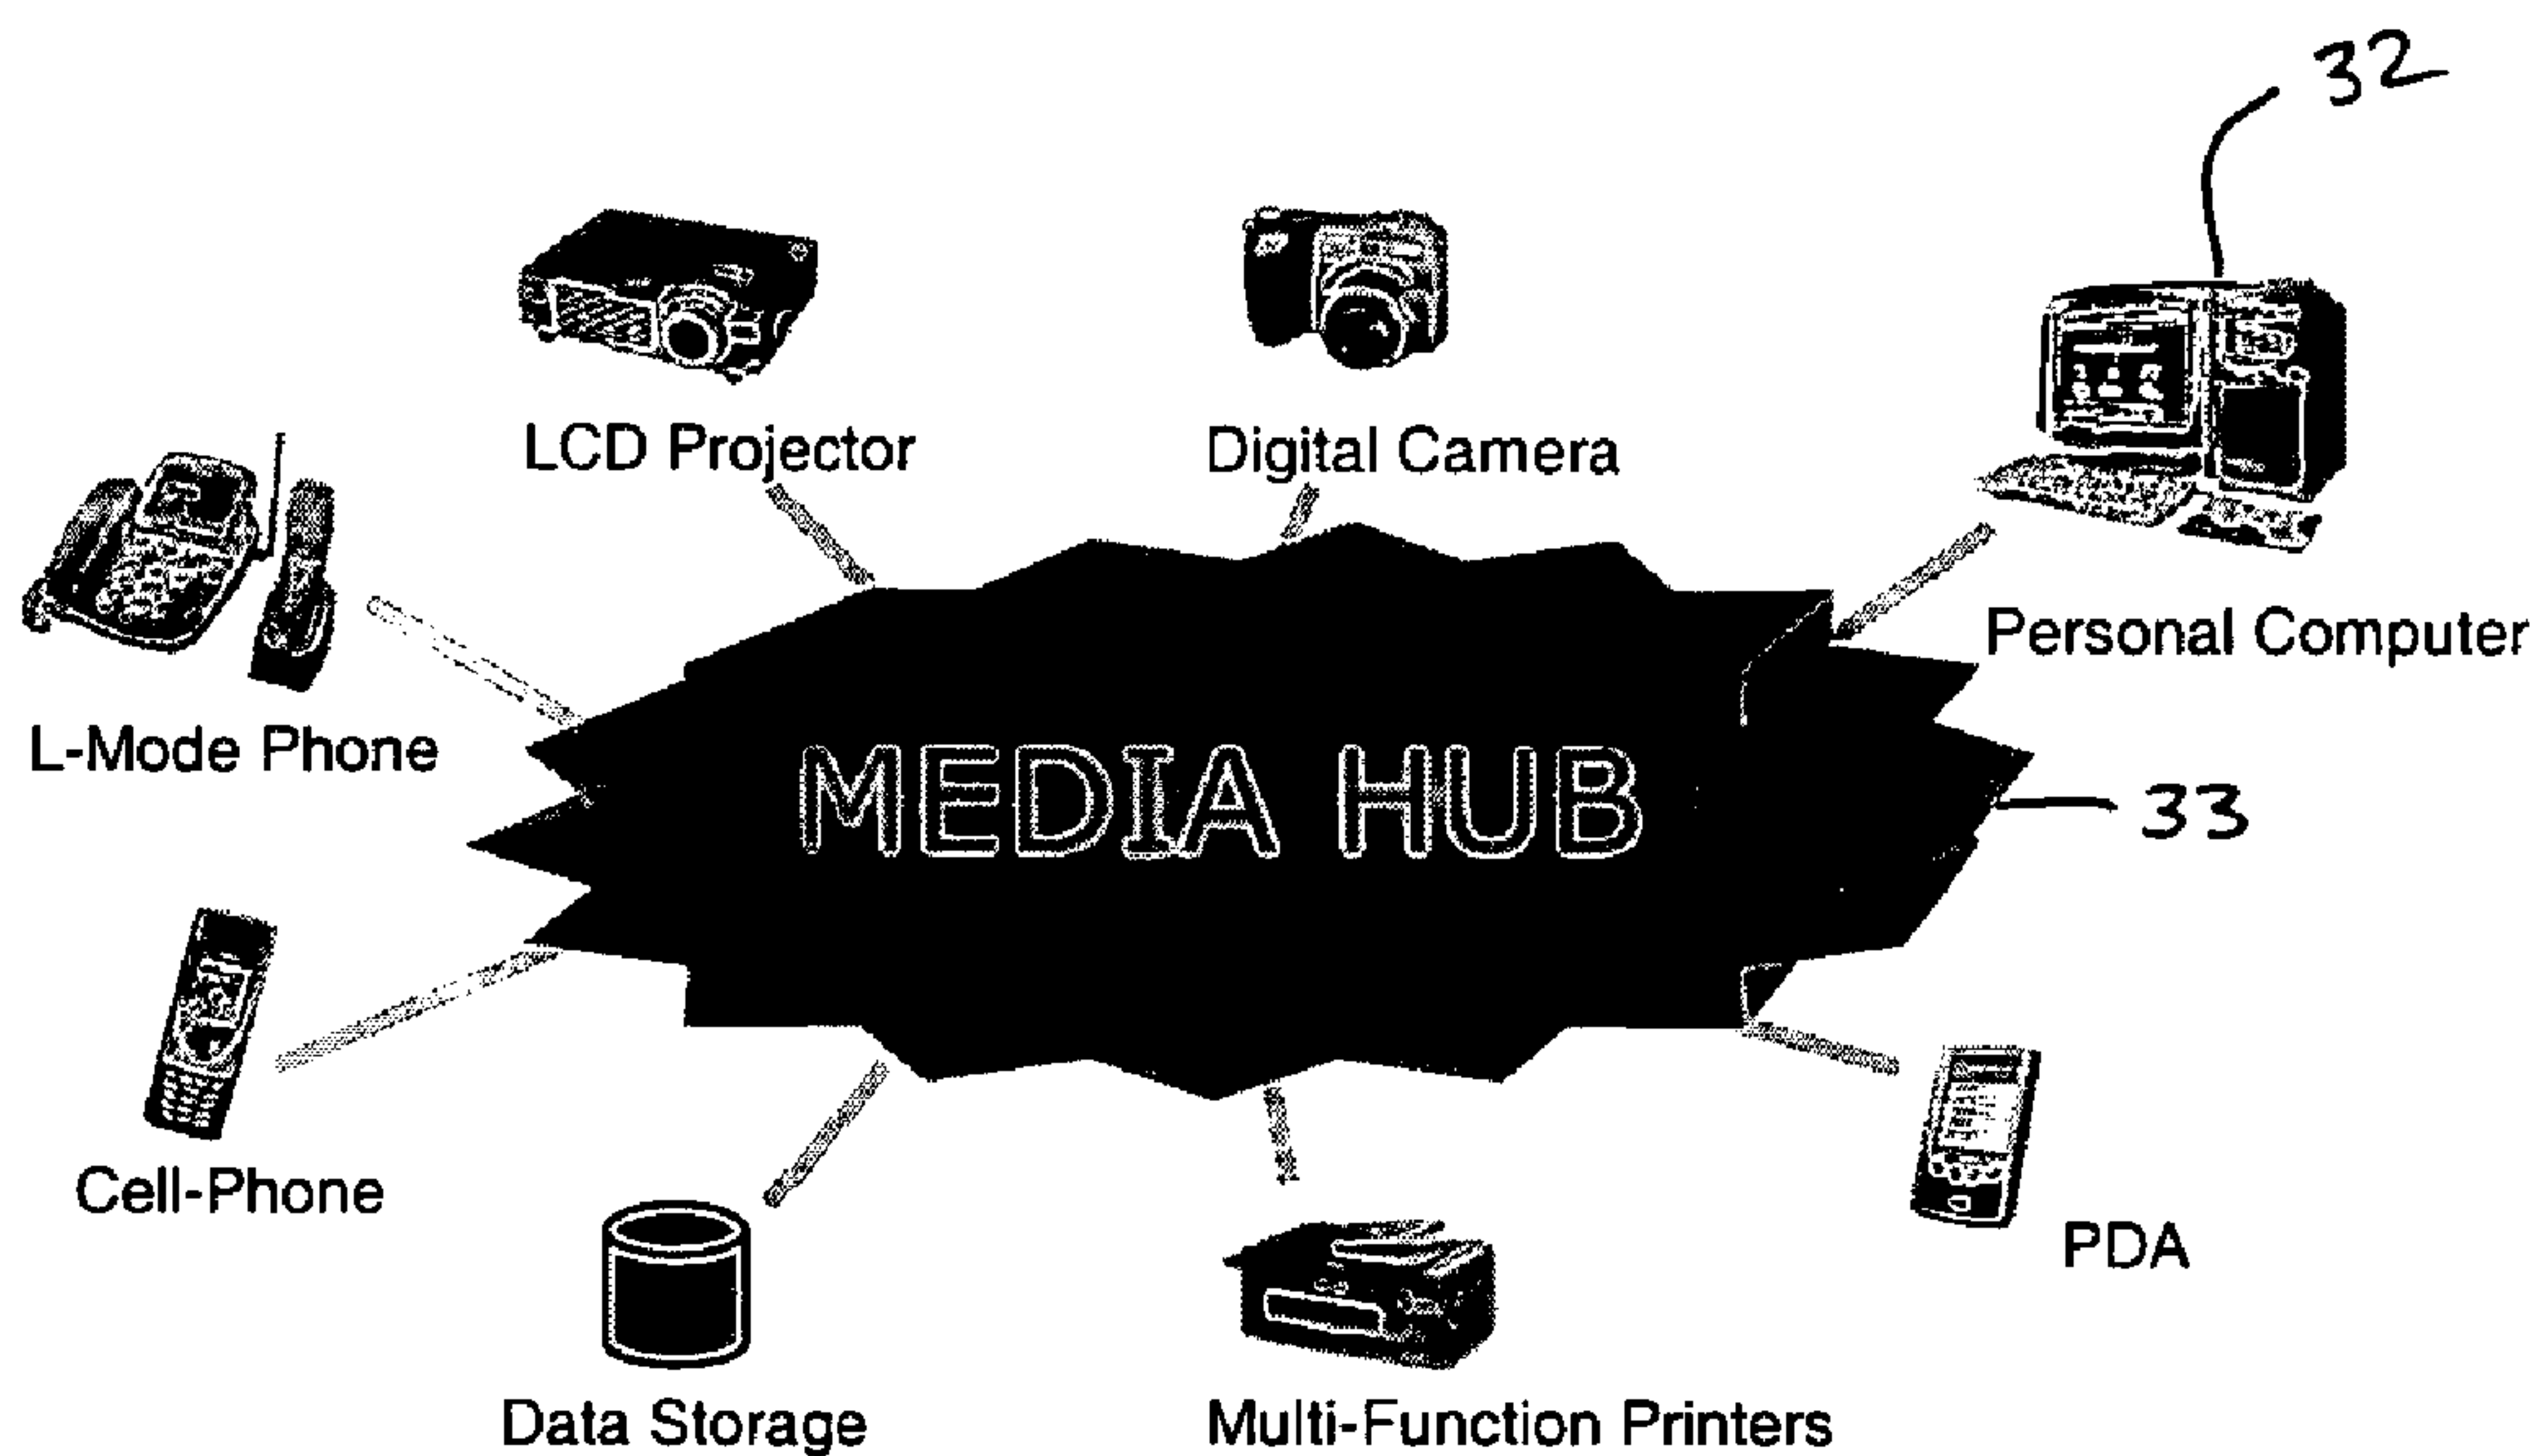 32
LCD Projector
Digital Camera
Personal Computer
L-Mode Phone
MEDIA HUB
33
Cell-Phone
PDA
Data Storage
Multi-Function Printers